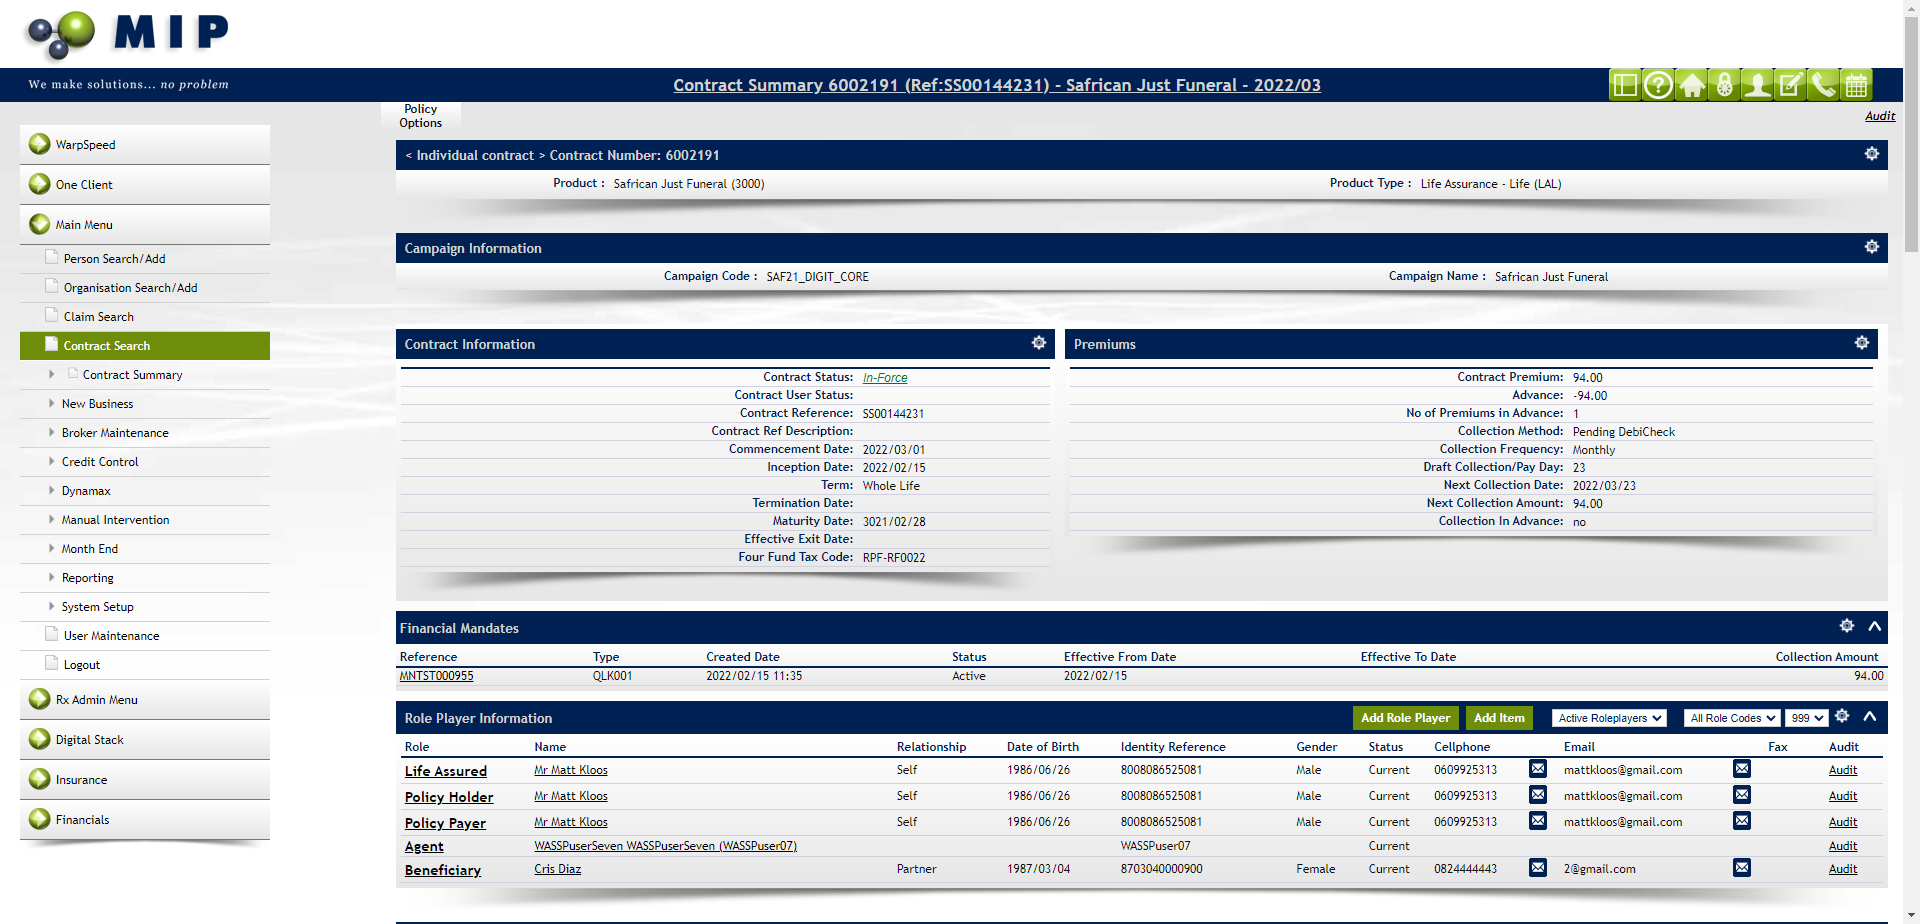 MIP
We make solutions... no problem
Contract Summary 6002191 (Ref:SS00144231) - Safrican Just Funeral - 2022/03
Policy Options
Audit
WarpSpeed
One Client
Main Menu
Person Search/Add
Organisation Search/Add
Claim Search
Contract Search
Contract Summary
New Business
Broker Maintenance
Credit Control
Dynamax
Manual Intervention
Month End
Reporting
System Setup
User Maintenance
Logout
Rx Admin Menu
Digital Stack
Insurance
Financials
< Individual contract > Contract Number: 6002191
Product : Safrican Just Funeral (3000) Product Type : Life Assurance - Life (LAL)
Campaign Information
Campaign Code : SAF21_DIGIT_CORE Campaign Name : Safrican Just Funeral
Contract Information
Contract Status: In-Force
Contract User Status:
Contract Reference: SS00144231
Contract Ref Description:
Commencement Date: 2022/03/01
Inception Date: 2022/02/15
Term: Whole Life
Termination Date:
Maturity Date: 3021/02/28
Effective Exit Date:
Four Fund Tax Code: RPF-RF0022
Premiums
Contract Premium: 94.00
Advance: -94.00
No of Premiums in Advance: 1
Collection Method: Pending DebiCheck
Collection Frequency: Monthly
Draft Collection/Pay Day: 23
Next Collection Date: 2022/03/23
Next Collection Amount: 94.00
Collection In Advance: no
Financial Mandates
Reference Type Created Date Status Effective From Date Effective To Date Collection Amount
MNTST000955 QLK001 2022/02/15 11:35 Active 2022/02/15 94.00
Role Player Information Add Role Player Add Item Active Roleplayers All Role Codes 999
Role Name Relationship Date of Birth Identity Reference Gender Status Cellphone Email Fax Audit
Life Assured Mr Matt Kloos Self 1986/06/26 8008086525081 Male Current 0609925313 mattkloos@gmail.com Audit
Policy Holder Mr Matt Kloos Self 1986/06/26 8008086525081 Male Current 0609925313 mattkloos@gmail.com Audit
Policy Payer Mr Matt Kloos Self 1986/06/26 8008086525081 Male Current 0609925313 mattkloos@gmail.com Audit
Agent WASSPuserSeven WASSPuserSeven (WASSPuser07) WASSPuser07 Current Audit
Beneficiary Cris Diaz Partner 1987/03/04 8703040000900 Female Current 0824444443 2@gmail.com Audit